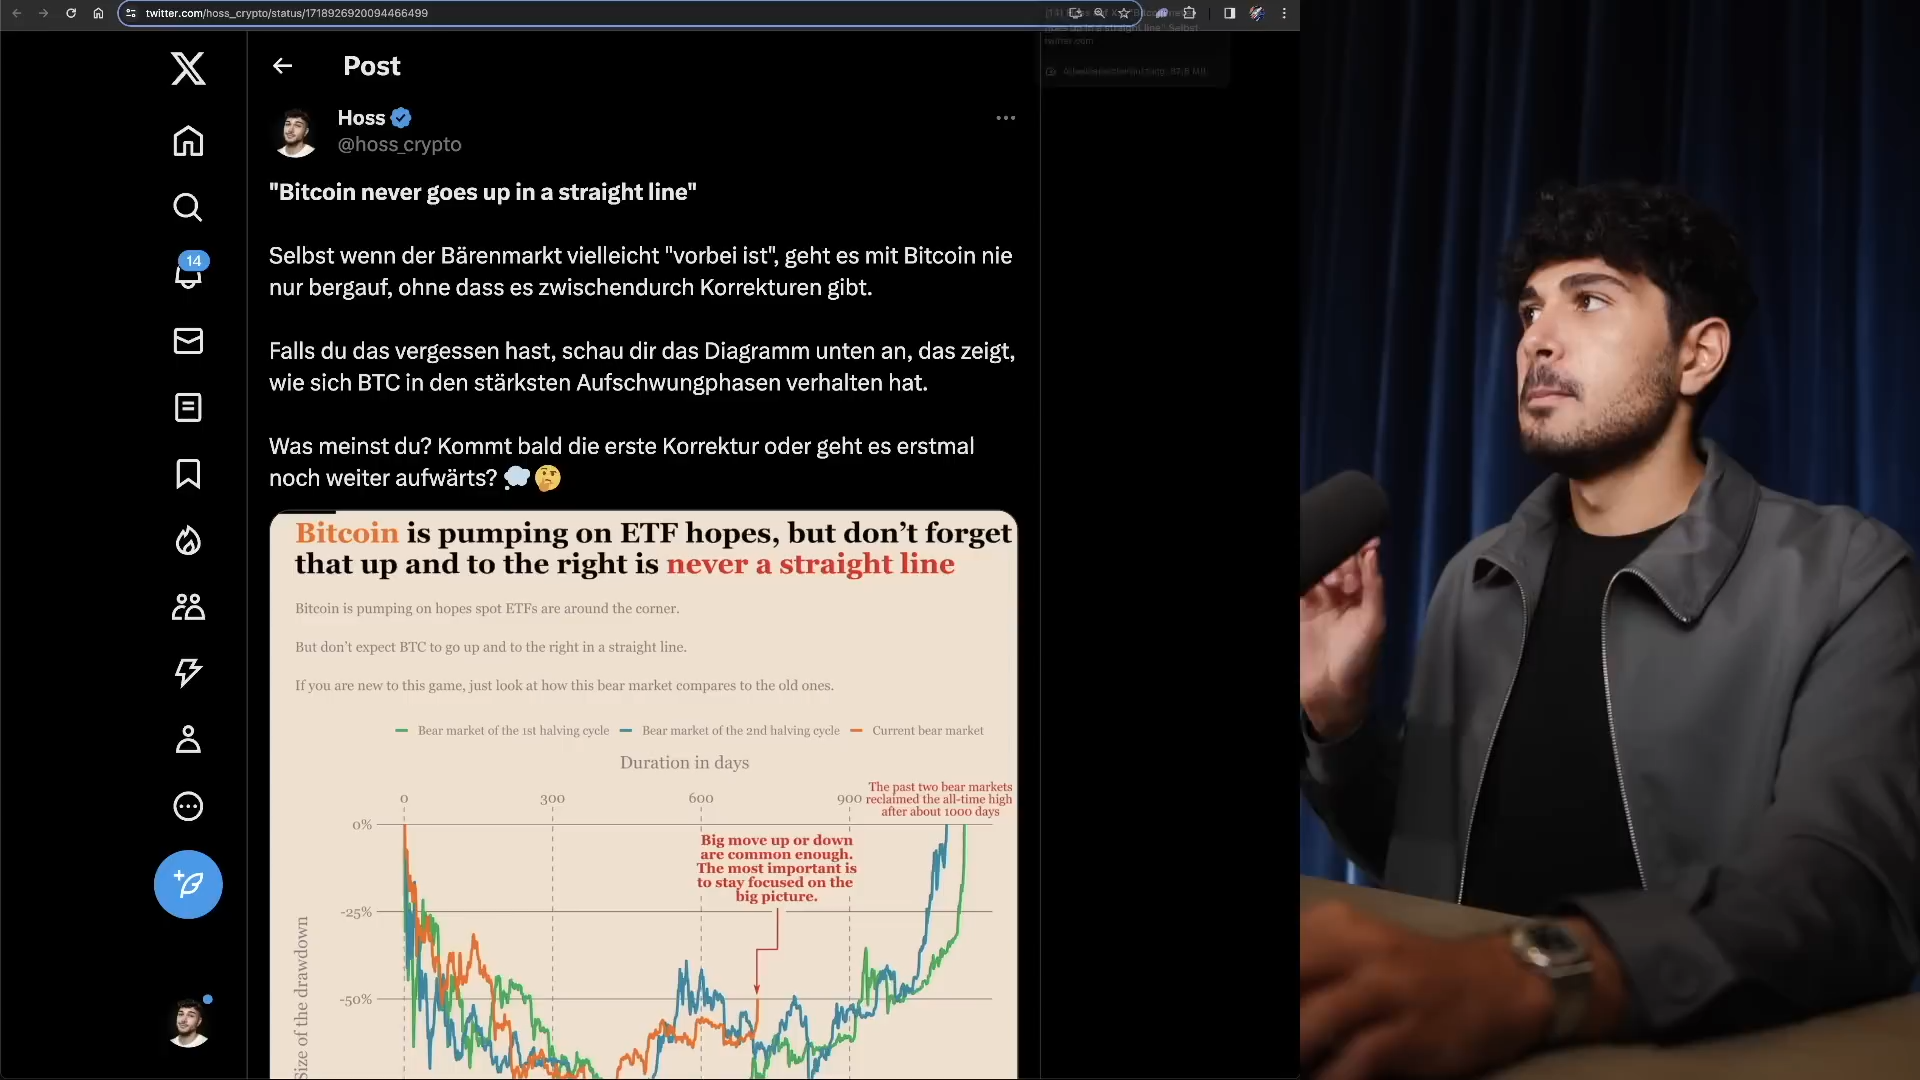 twitter.com/hoss_crypto/status/1718926920094466499
Post
Hoss
@hoss_crypto
"Bitcoin never goes up in a straight line"
Selbst wenn der Bärenmarkt vielleicht "vorbei ist", geht es mit Bitcoin nie
nur bergauf, ohne dass es zwischendurch Korrekturen gibt.
Falls du das vergessen hast, schau dir das Diagramm unten an, das zeigt,
wie sich BTC in den stärksten Aufschwungphasen verhalten hat.
Was meinst du? Kommt bald die erste Korrektur oder geht es erstmal
noch weiter aufwärts? 💭🤔
14
Bitcoin is pumping on ETF hopes, but don't forget
that up and to the right is never a straight line
Bitcoin is pumping on hopes spot ETFs are around the corner.
But don't expect BTC to go up and to the right in a straight line.
If you are new to this game, just look at how this bear market compares to the old ones.
Bear market of the 1st halving cycle Bear market of the 2nd halving cycle Current bear market
Duration in days
0 300 600 900
The past two bear markets
reclaimed the all-time high
after about 1000 days
0%
Big move up or down
are common enough.
The most important is
to stay focused on the
big picture.
-25%
-50%
Size of the drawdown